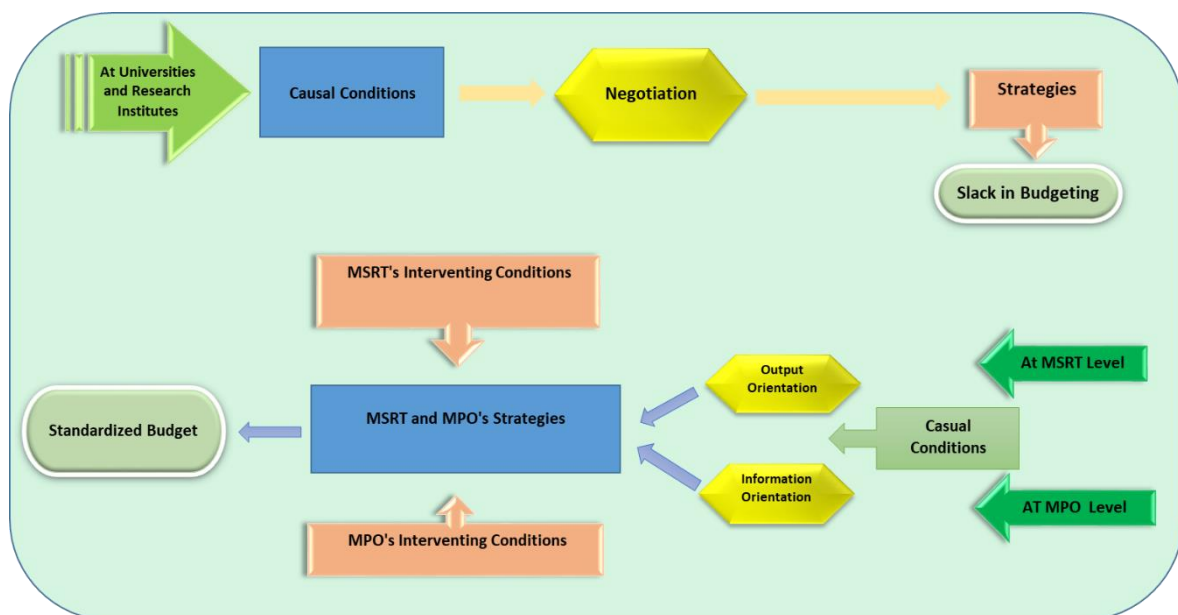 At Universities
and Research
Institutes
Causal Conditions
Negotiation
Strategies
Slack in Budgeting
MSRT's Interventing Conditions
At MSRT Level
Output
Orientation
MSRT and MPO's Strategies
Standardized Budget
Casual
Conditions
Information
Orientation
AT MPO Level
MPO's Interventing Conditions